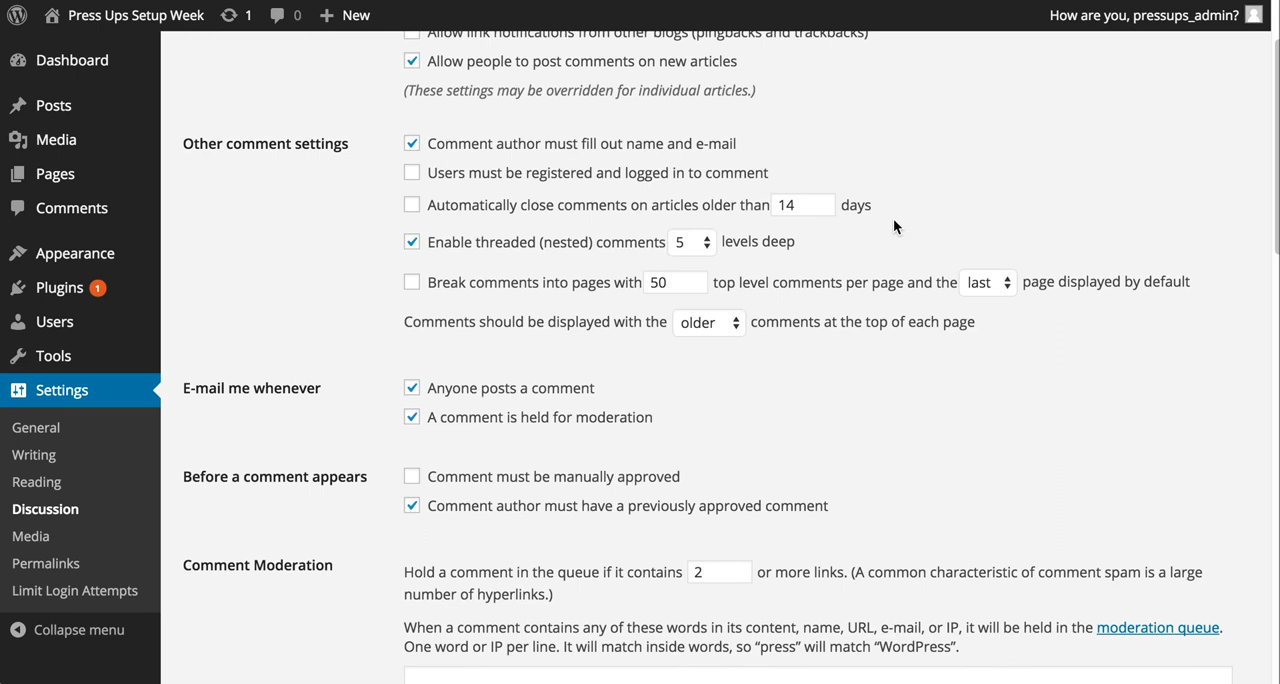 Press Ups Setup Week 1 0 New How are you, pressups_admin?
Dashboard
Posts
Media
Pages
Comments
Appearance
Plugins 1
Users
Tools
Settings
General
Writing
Reading
Discussion
Media
Permalinks
Limit Login Attempts
Collapse menu
Allow link notifications from other blogs (pingbacks and trackbacks)
Allow people to post comments on new articles
(These settings may be overridden for individual articles.)
Other comment settings
Comment author must fill out name and e-mail
Users must be registered and logged in to comment
Automatically close comments on articles older than 14 days
Enable threaded (nested) comments 5 levels deep
Break comments into pages with 50 top level comments per page and the last page displayed by default
Comments should be displayed with the older comments at the top of each page
E-mail me whenever
Anyone posts a comment
A comment is held for moderation
Before a comment appears
Comment must be manually approved
Comment author must have a previously approved comment
Comment Moderation
Hold a comment in the queue if it contains 2 or more links. (A common characteristic of comment spam is a large
number of hyperlinks.)
When a comment contains any of these words in its content, name, URL, e-mail, or IP, it will be held in the moderation queue.
One word or IP per line. It will match inside words, so “press” will match “WordPress”.